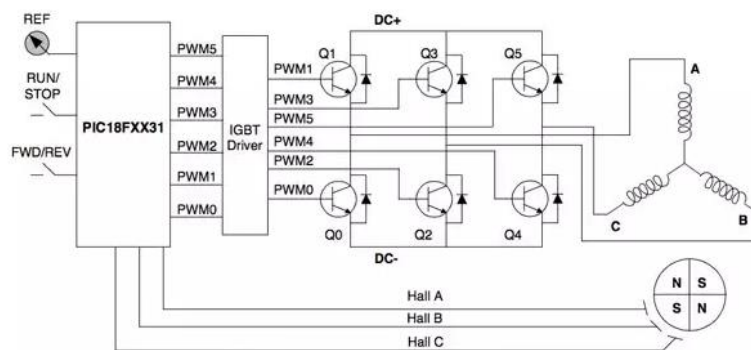 REF
RUN/
STOP
FWD/REV
PIC18FXX31
PWM5
PWM4
PWM3
PWM2
PWM1
PWM0
IGBT
Driver
PWM1
PWM3
PWM5
PWM4
PWM2
PWM0
DC+
Q1
Q3
Q5
Q0
Q2
Q4
DC-
A
C
B
Hall A
Hall B
Hall C
N S
S N